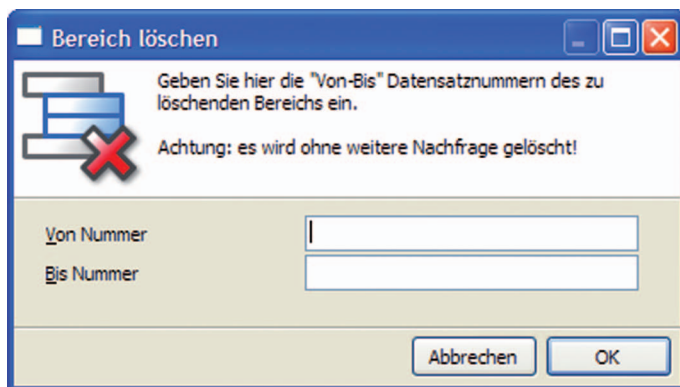 Bereich löschen
Geben Sie hier die "Von-Bis" Datensatznummern des zu
löschenden Bereichs ein.
Achtung: es wird ohne weitere Nachfrage gelöscht!
Von Nummer
Bis Nummer
Abbrechen OK